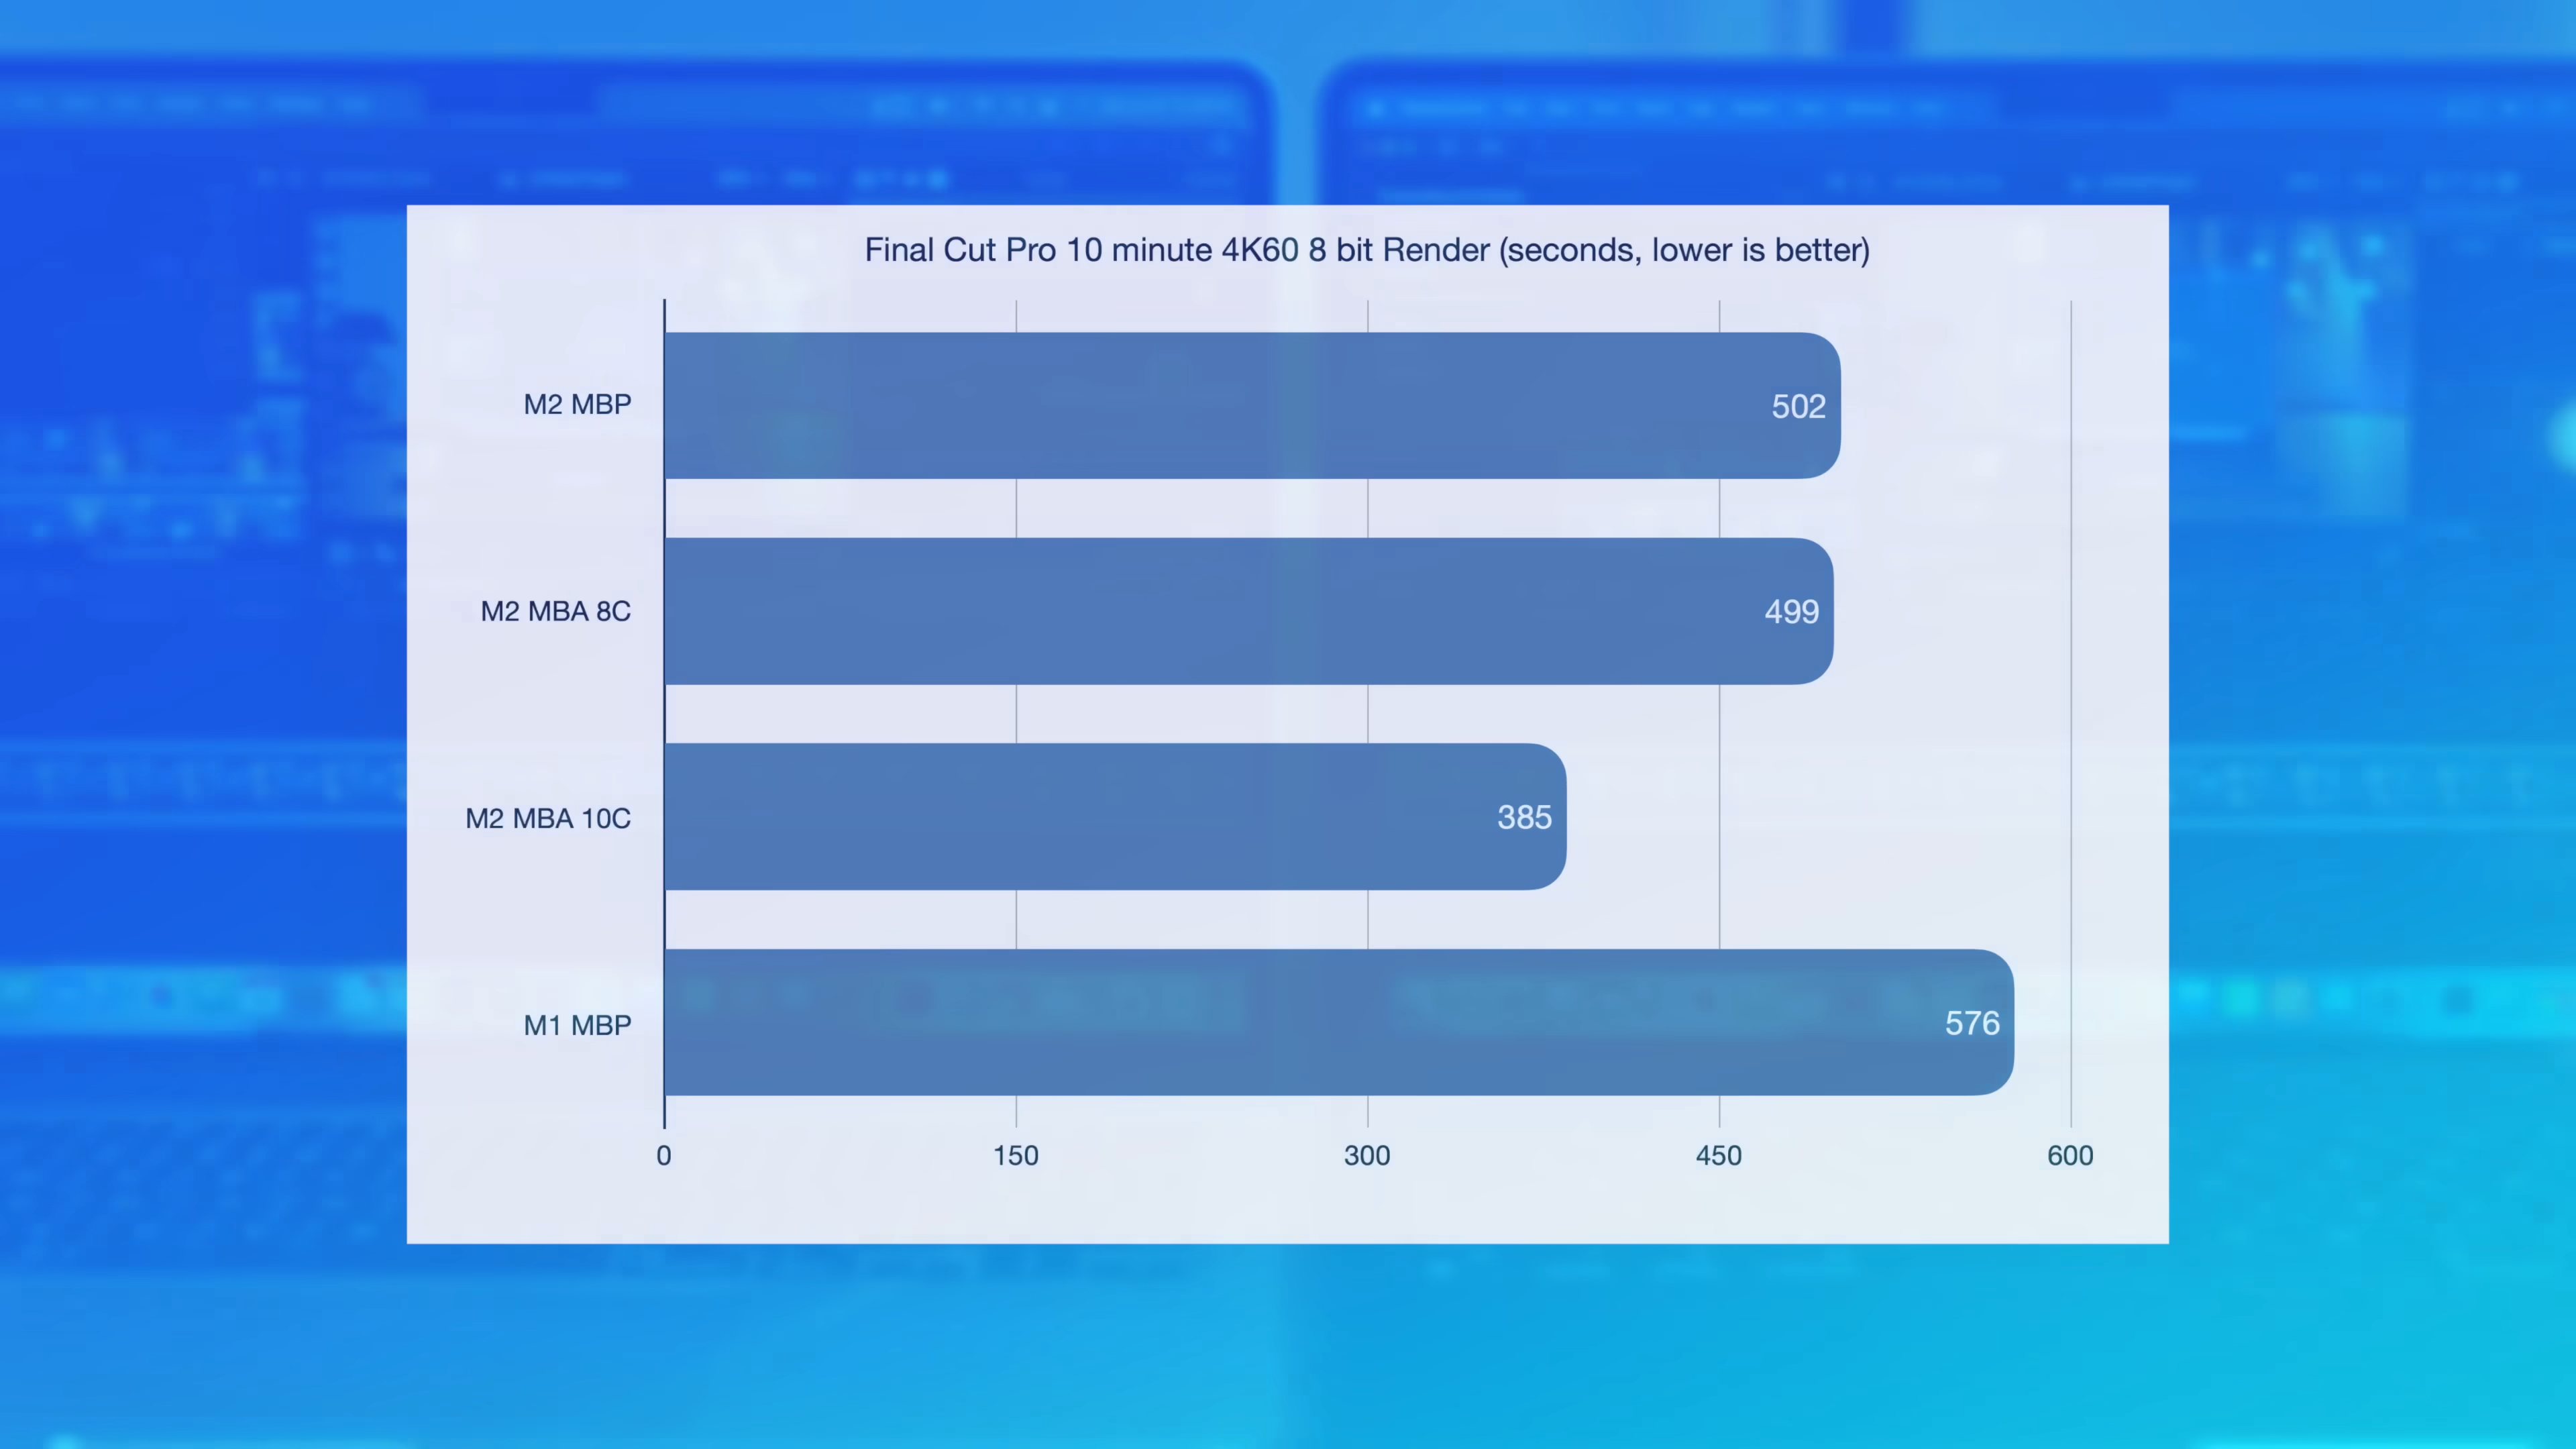 Final Cut Pro 10 minute 4K60 8 bit Render (seconds, lower is better)
M2 MBP
502
M2 MBA 8C
499
M2 MBA 10C
385
M1 MBP
576
0 150 300 450 600